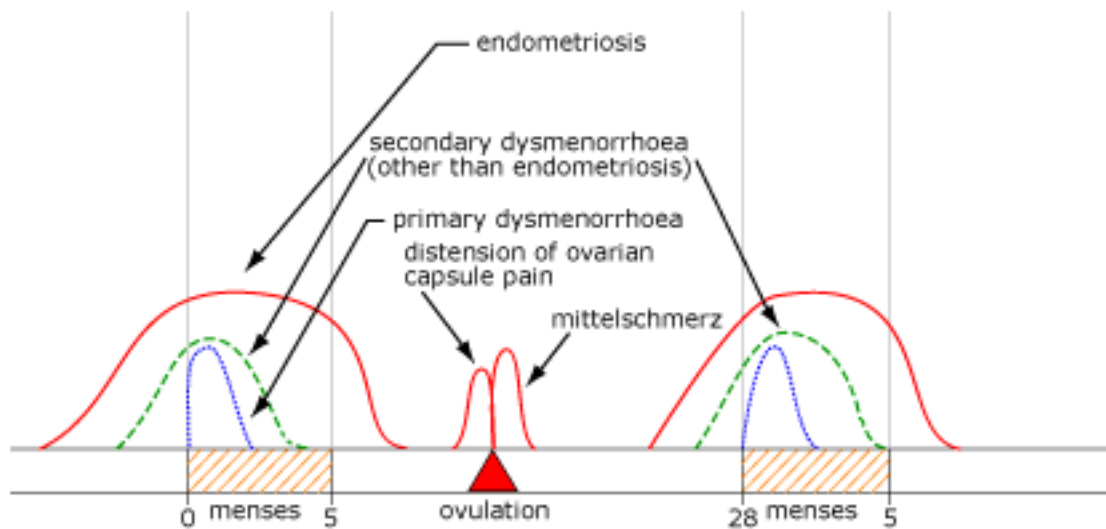 endometriosis
secondary dysmenorrhoea
(other than endometriosis)
primary dysmenorrhoea
distension of ovarian
capsule pain
mittelschmerz
0 menses 5 ovulation 28 menses 5